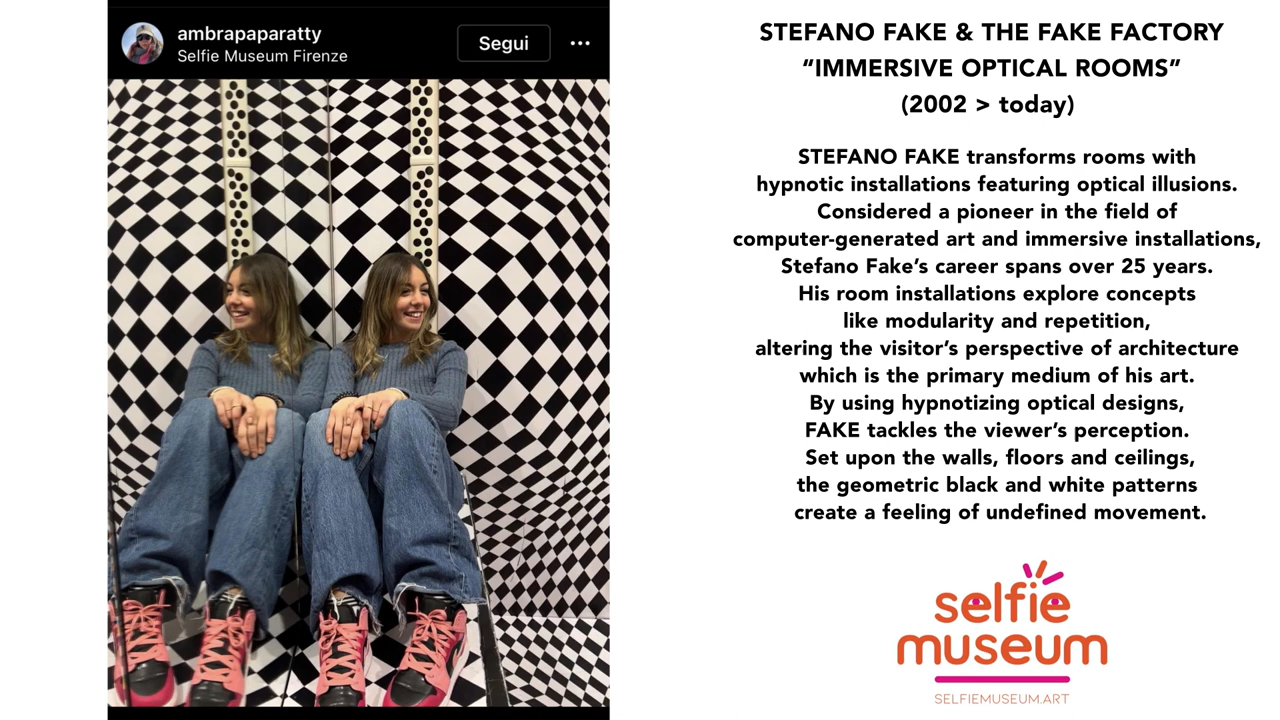 ambrapaparatty
Selfie Museum Firenze
Segui
STEFANO FAKE & THE FAKE FACTORY
“IMMERSIVE OPTICAL ROOMS”
(2002 > today)
STEFANO FAKE transforms rooms with
hypnotic installations featuring optical illusions.
Considered a pioneer in the field of
computer-generated art and immersive installations,
Stefano Fake’s career spans over 25 years.
His room installations explore concepts
like modularity and repetition,
altering the visitor’s perspective of architecture
which is the primary medium of his art.
By using hypnotizing optical designs,
FAKE tackles the viewer’s perception.
Set upon the walls, floors and ceilings,
the geometric black and white patterns
create a feeling of undefined movement.
selfie
museum
SELFIEMUSEUM.ART